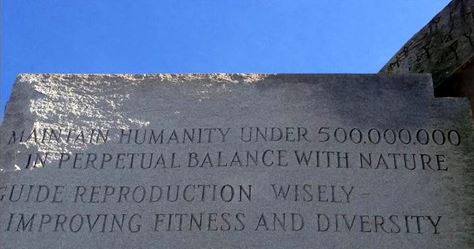 MAINTAIN HUMANITY UNDER 500.000.000
IN PERPETUAL BALANCE WITH NATURE
GUIDE REPRODUCTION WISELY-
IMPROVING FITNESS AND DIVERSITY